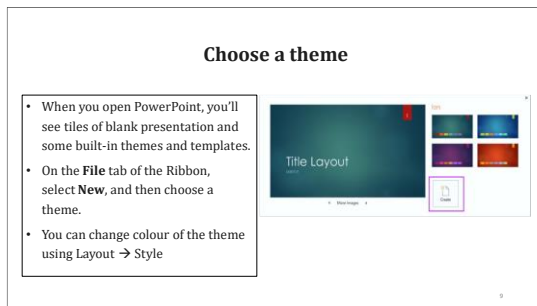 Choose a theme
• When you open PowerPoint, you'll
see tiles of blank presentation and
some built-in themes and templates.
• On the File tab of the Ribbon,
select New, and then choose a
theme.
• You can change colour of the theme
using Layout → Style
Title Layout
More Images
Create
9